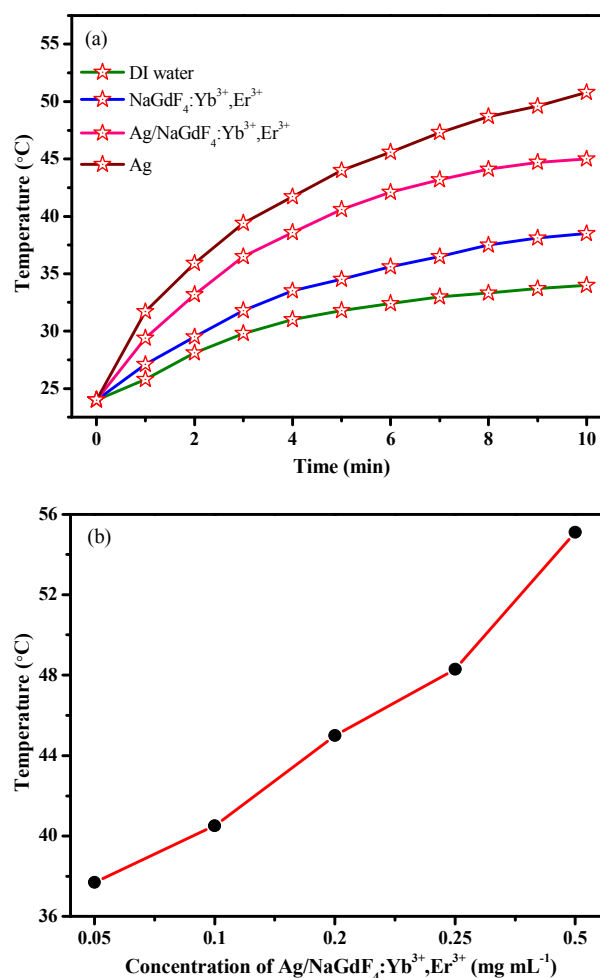 (a)
DI water
NaGdF₄:Yb³⁺,Er³⁺
Ag/NaGdF₄:Yb³⁺,Er³⁺
Ag
55
50
45
40
35
30
25
Temperature (°C)
0 2 4 6 8 10
Time (min)
(b)
56
52
48
44
40
36
Temperature (°C)
0.05 0.1 0.2 0.25 0.5
Concentration of Ag/NaGdF₄:Yb³⁺,Er³⁺ (mg mL⁻¹)